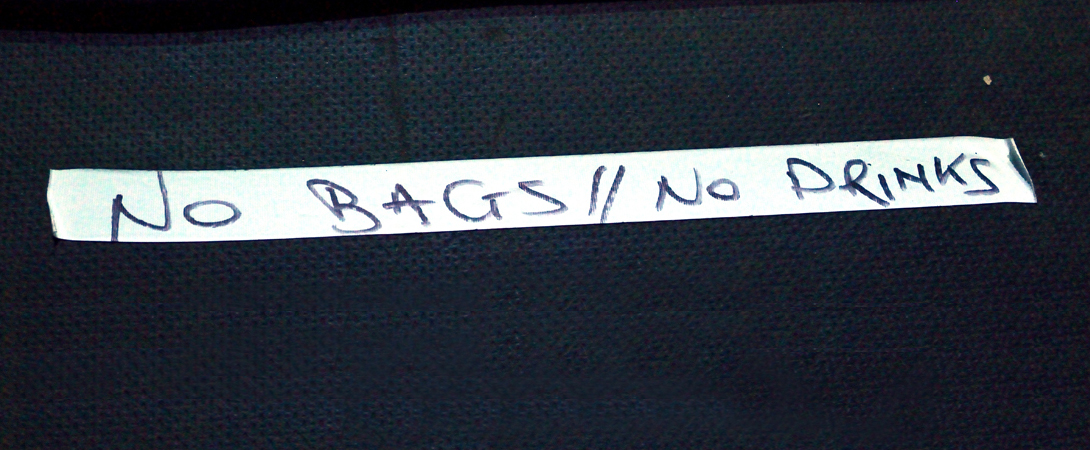 No BAGS // No DRiNKS